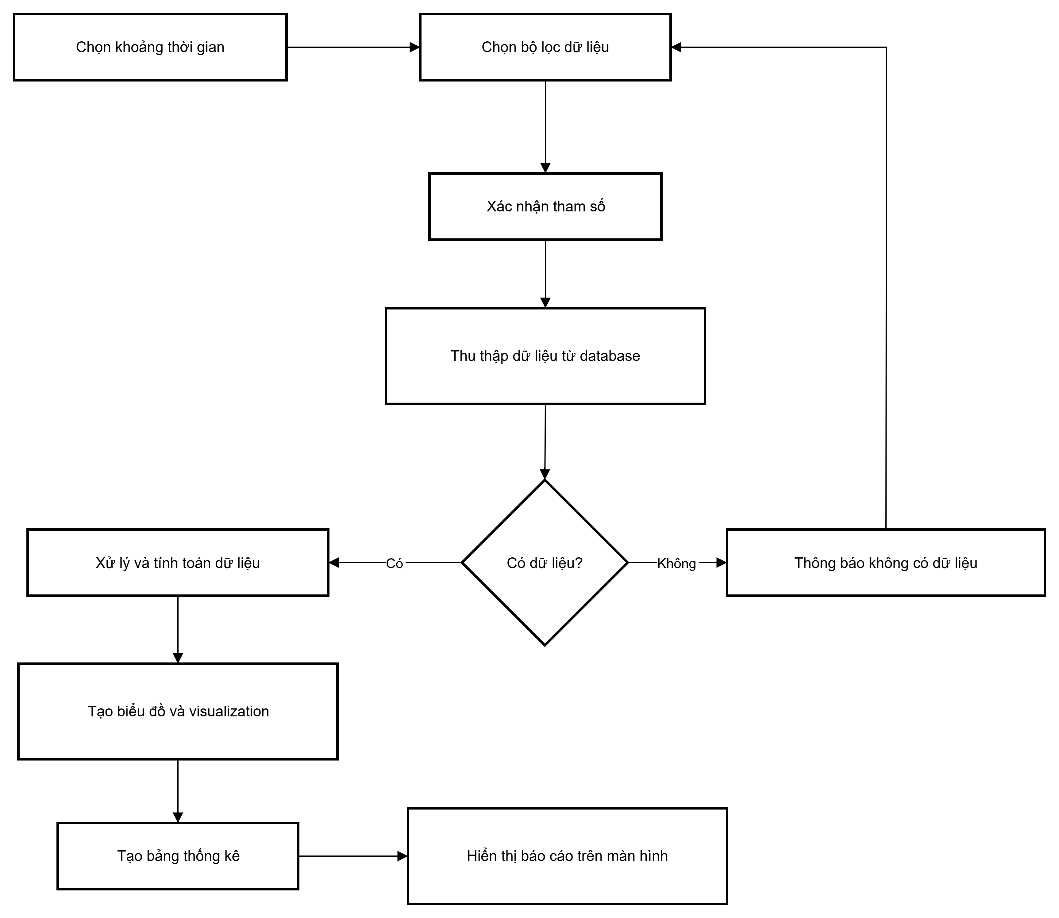 Chọn khoảng thời gian
Chọn bộ lọc dữ liệu
Xác nhận tham số
Thu thập dữ liệu từ database
Có dữ liệu?
Có
Không
Xử lý và tính toán dữ liệu
Thông báo không có dữ liệu
Tạo biểu đồ và visualization
Tạo bảng thống kê
Hiển thị báo cáo trên màn hình